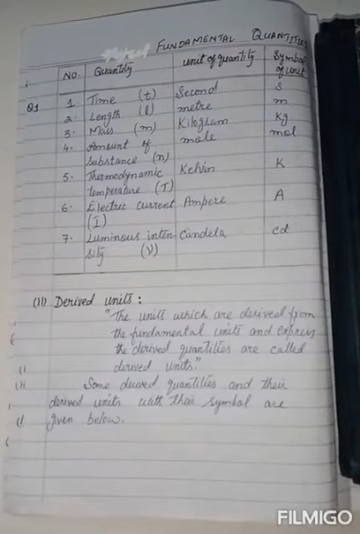 FUNDAMENTAL QUANTITIES
NO. Quantity unit of quantity Symbol of unit
Q1 1. Time (t) Second s
2. Length (l) metre m
3. Mass (m) Kilogram kg
4. Amount of substance (n) mole mol
5. Thermodynamic temperature (T) Kelvin K
6. Electric current (I) Ampere A
7. Luminous inten-
sity (V) Candela cd
(ii) Derived units :
"The units which are derived from
the fundamental units and express
the derived quantities are called
derived units."
Some derived quantities and their
derived units with their symbol are
given below.
FILMIGO